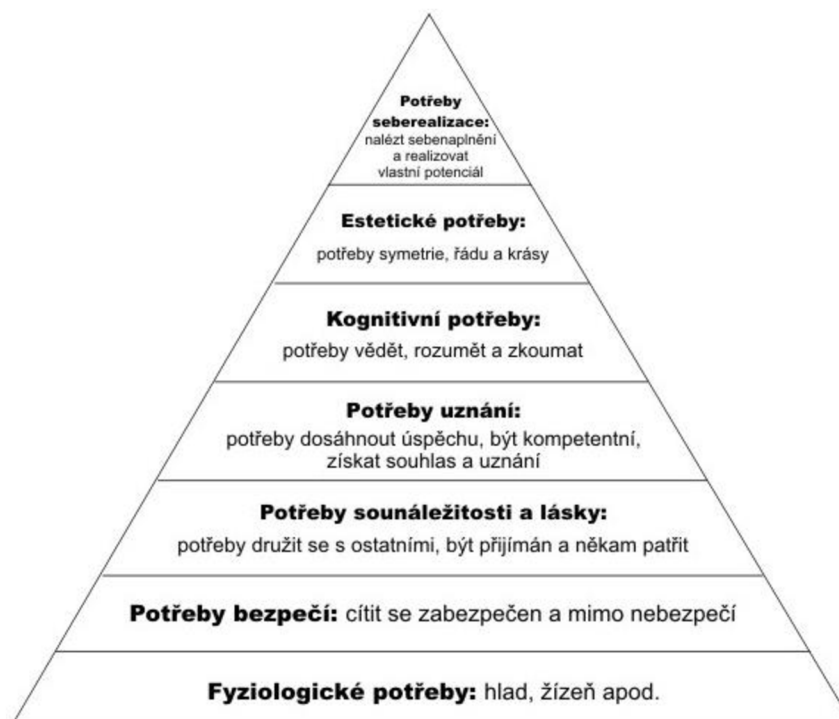 Potřeby
seberealizace:
nalézt sebenaplnění
a realizovat
vlastní potenciál
Estetické potřeby:
potřeby symetrie, řádu a krásy
Kognitivní potřeby:
potřeby vědět, rozumět a zkoumat
Potřeby uznání:
potřeby dosáhnout úspěchu, být kompetentní,
získat souhlas a uznání
Potřeby sounáležitosti a lásky:
potřeby družit se s ostatními, být přijímán a někam patřit
Potřeby bezpečí: cítit se zabezpečen a mimo nebezpečí
Fyziologické potřeby: hlad, žízeň apod.